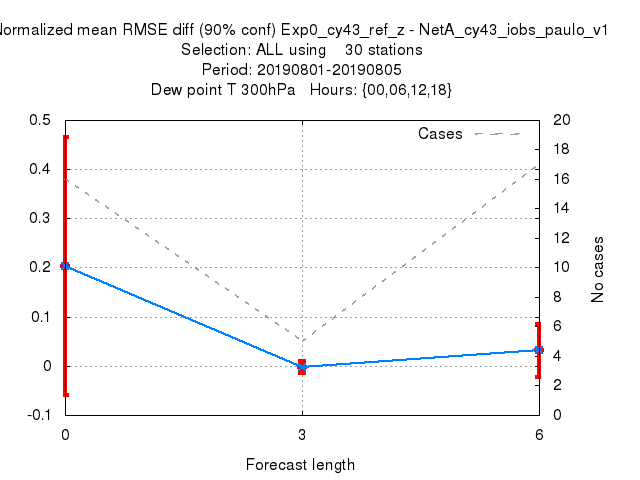 Normalized mean RMSE diff (90% conf) Exp0_cy43_ref_z - NetA_cy43_iobs_paulo_v1
Selection: ALL using 30 stations
Period: 20190801-20190805
Dew point T 300hPa Hours: {00,06,12,18}
Cases
0.5
0.4
0.3
0.2
0.1
0
-0.1
20
18
16
14
12
10
8
6
4
2
0
No cases
0 3 6
Forecast length